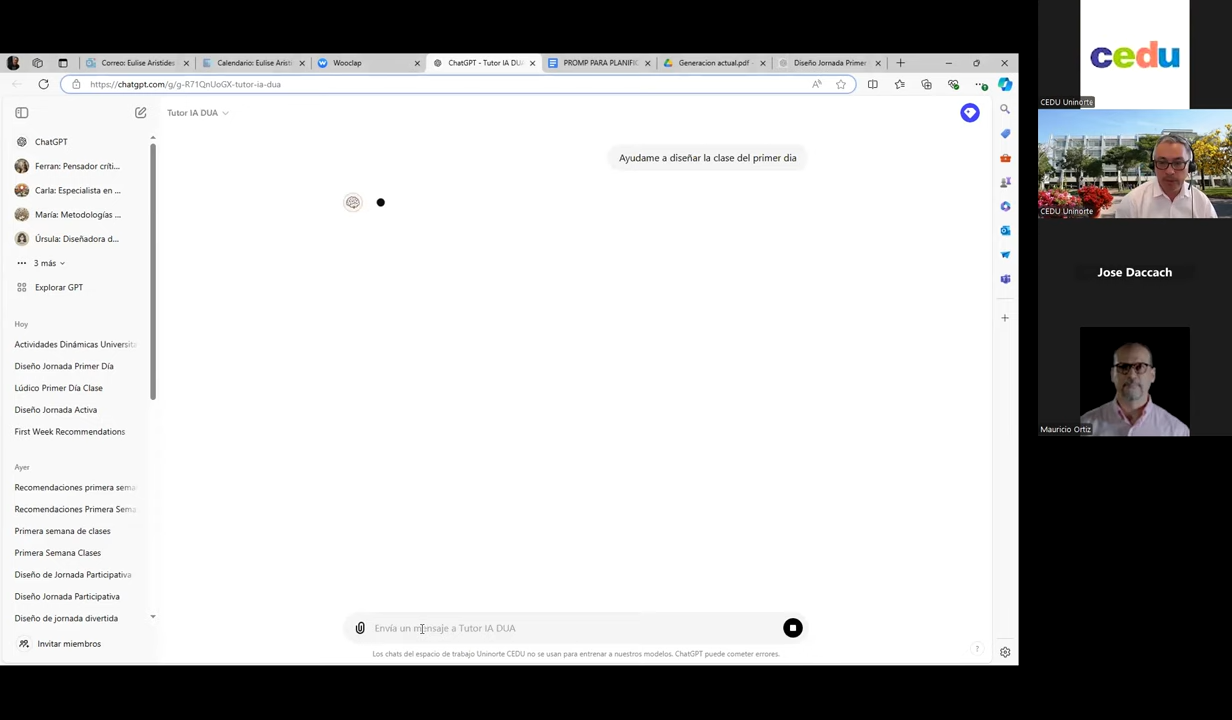 Correo: Eulise Aristides
Calendario: Eulise Aristi
Wooclap
ChatGPT - Tutor IA DUA
PROMP PARA PLANIFIC
Generacion actual.pdf -
Diseño Jornada Primer
https://chatgpt.com/g/g-R71QnUoGX-tutor-ia-dua
Tutor IA DUA
ChatGPT
Ferran: Pensador críti...
Carla: Especialista en ...
María: Metodologías ...
Úrsula: Diseñadora d...
3 más
Explorar GPT
Hoy
Actividades Dinámicas Universita
Diseño Jornada Primer Día
Lúdico Primer Día Clase
Diseño Jornada Activa
First Week Recommendations
Ayer
Recomendaciones primera sema
Recomendaciones Primera Sema
Primera semana de clases
Primera Semana Clases
Diseño de Jornada Participativa
Diseño Jornada Participativa
Diseño de jornada divertida
Invitar miembros
Ayudame a diseñar la clase del primer dia
Envía un mensaje a Tutor IA DUA
Los chats del espacio de trabajo Uninorte CEDU no se usan para entrenar a nuestros modelos. ChatGPT puede cometer errores.
?
cedu
CEDU Uninorte
CEDU Uninorte
Jose Daccach
Mauricio Ortiz